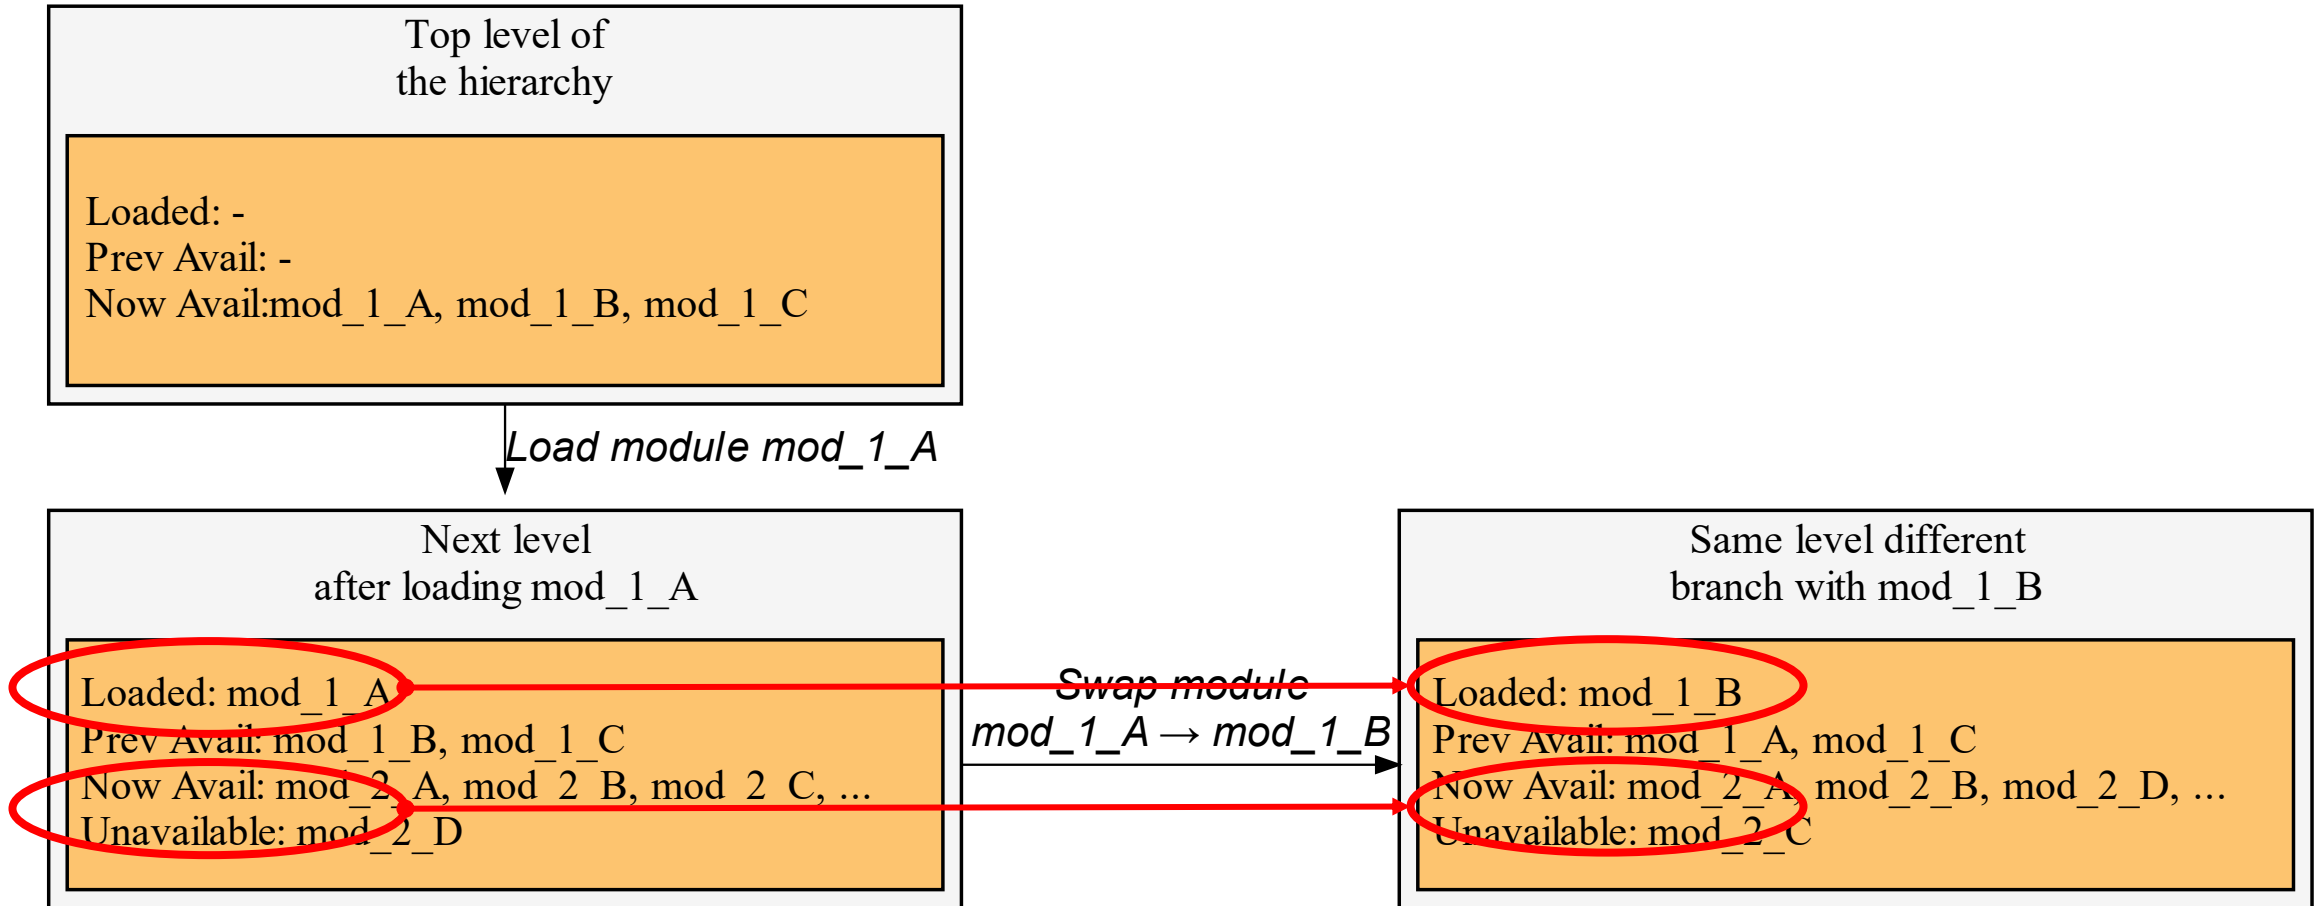 Top level of
the hierarchy
Loaded: -
Prev Avail: -
Now Avail:mod_1_A, mod_1_B, mod_1_C
Load module mod_1_A
Next level
after loading mod_1_A
Loaded: mod_1_A
Prev Avail: mod_1_B, mod_1_C
Now Avail: mod_2_A, mod_2_B, mod_2_C, ...
Unavailable: mod_2_D
Swap module
mod_1_A → mod_1_B
Same level different
branch with mod_1_B
Loaded: mod_1_B
Prev Avail: mod_1_A, mod_1_C
Now Avail: mod_2_A, mod_2_B, mod_2_D, ...
Unavailable: mod_2_C